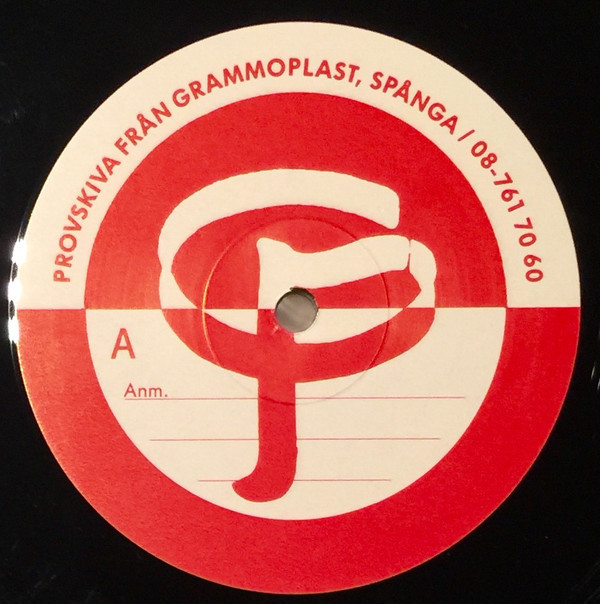 PROVSKIVA FRÅN GRAMMOPLAST, SPÅNGA / 08-761 70 60
A
Anm.